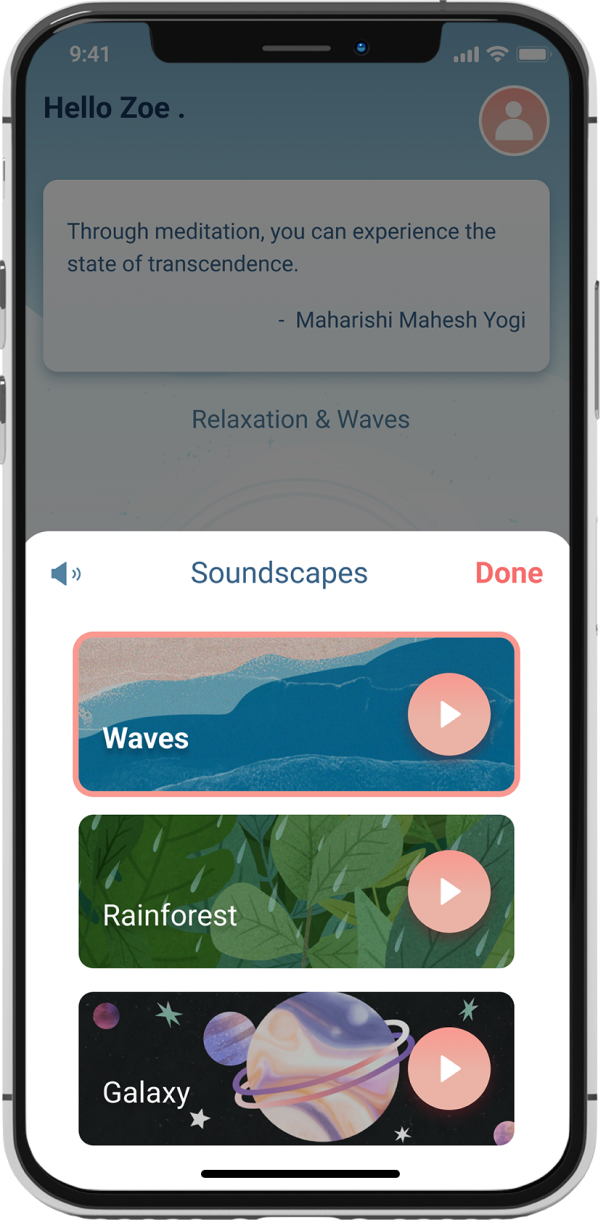 9:41
Hello Zoe .
Through meditation, you can experience the
state of transcendence.
- Maharishi Mahesh Yogi
Relaxation & Waves
Soundscapes
Done
Waves
Rainforest
Galaxy